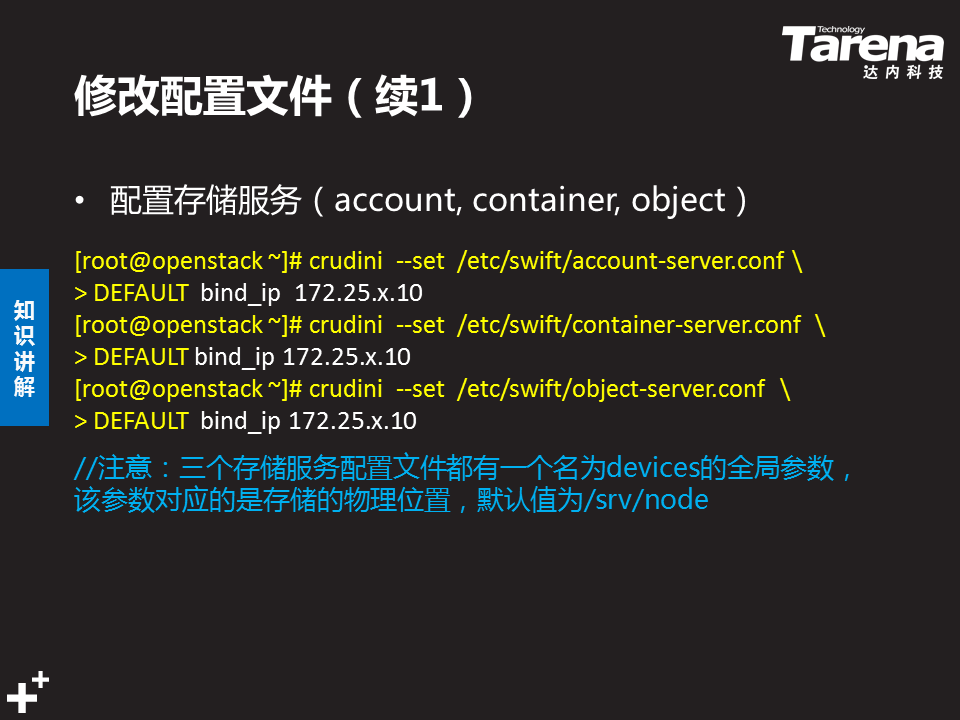 Technology
Tarena
达内科技
修改配置文件（续1）
• 配置存储服务（account, container, object）
[root@openstack ~]# crudini --set /etc/swift/account-server.conf \
> DEFAULT bind_ip 172.25.x.10
[root@openstack ~]# crudini --set /etc/swift/container-server.conf \
> DEFAULT bind_ip 172.25.x.10
[root@openstack ~]# crudini --set /etc/swift/object-server.conf \
> DEFAULT bind_ip 172.25.x.10
//注意：三个存储服务配置文件都有一个名为devices的全局参数，
该参数对应的是存储的物理位置，默认值为/srv/node
知识讲解